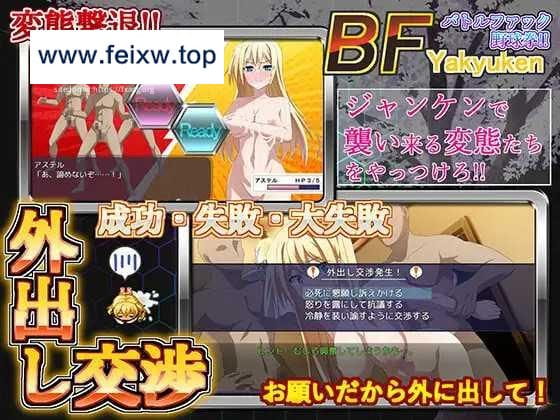 変態撃退!!
www.feixw.top
BF
バトルファック
野球拳!!
Yakyuken
Ready
Ready
アステル
「あ、諦めないぞ……！」
アステル HP3/5
ジャンケンで
襲い来る変態たち
をやっつけろ!!
成功・失敗・大失敗
外出し交渉
外出し交渉発生！
必死に懇願し訴えかける
怒りを露にして抗議する
冷静を装い諭すように交渉する
お願いだから外に出して！